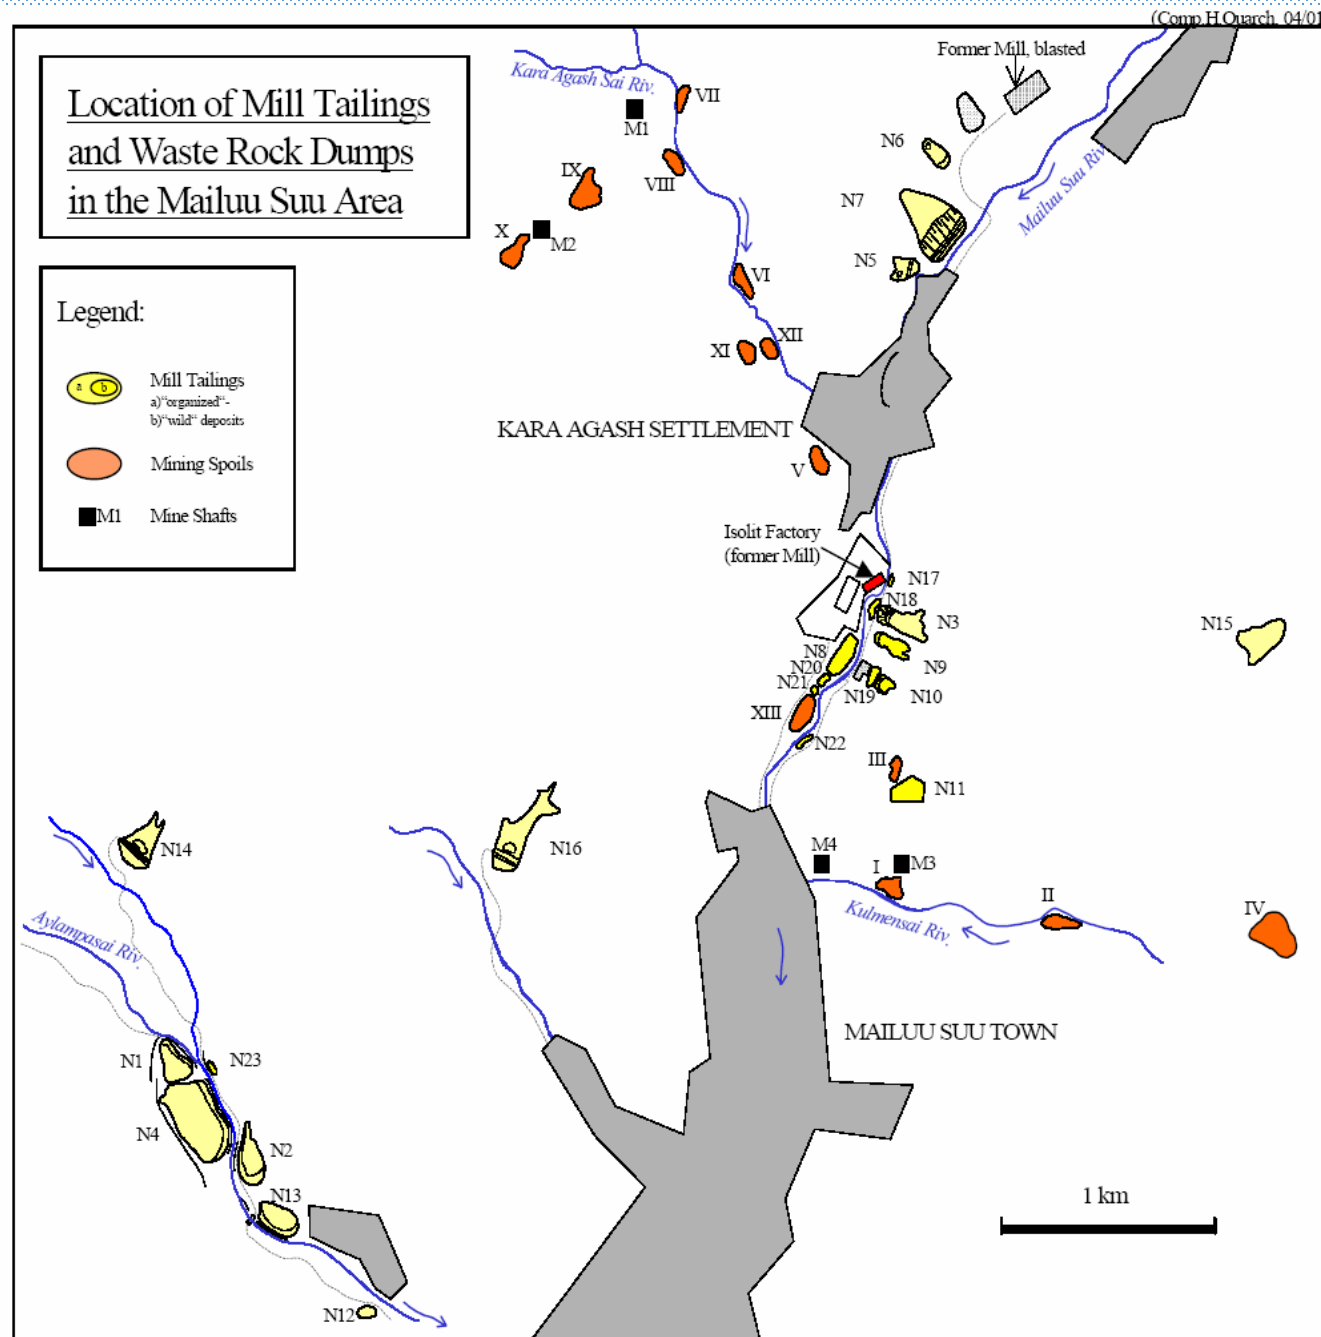 (Comp.H.Quarch, 04/01
Location of Mill Tailings
and Waste Rock Dumps
in the Mailuu Suu Area
Legend:
a b
Mill Tailings
a)"organized"-
b)"wild" deposits
Mining Spoils
M1 Mine Shafts
Kara Agash Sai Riv.
M1
VII
VIII
IX
X
M2
VI
XI
XII
Former Mill, blasted
N6
N7
N5
Mailuu Suu Riv.
KARA AGASH SETTLEMENT
V
Isolit Factory
(former Mill)
N17
N18
N3
N15
N8
N9
N20
N21
N19
N10
XIII
N22
III
N11
N14
N16
M4
M3
I
II
IV
Kulmensai Riv.
Aylampasai Riv.
MAILUU SUU TOWN
N1
N23
N4
N2
N13
N12
1 km